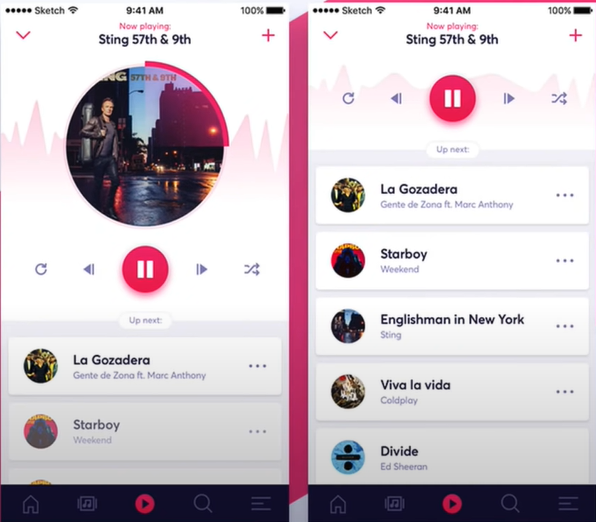 Sketch 9:41 AM 100%
Now playing:
Sting 57th & 9th
NG 57TH & 9TH
Up next:
La Gozadera
Gente de Zona ft. Marc Anthony
Starboy
Weekend
Sketch 9:41 AM 100%
Now playing:
Sting 57th & 9th
Up next:
La Gozadera
Gente de Zona ft. Marc Anthony
Starboy
Weekend
Englishman in New York
Sting
Viva la vida
Coldplay
Divide
Ed Sheeran